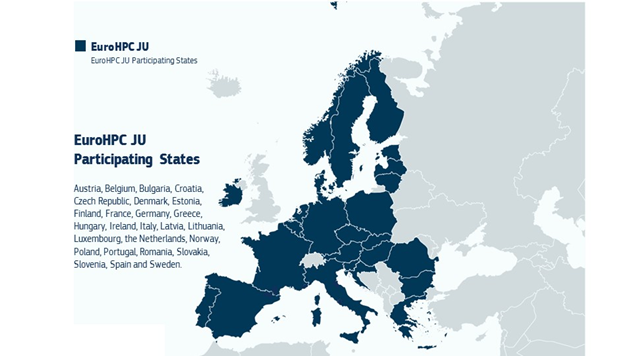 EuroHPC JU
EuroHPC JU Participating States
EuroHPC JU
Participating States
Austria, Belgium, Bulgaria, Croatia,
Czech Republic, Denmark, Estonia,
Finland, France, Germany, Greece,
Hungary, Ireland, Italy, Latvia, Lithuania,
Luxembourg, the Netherlands, Norway,
Poland, Portugal, Romania, Slovakia,
Slovenia, Spain and Sweden.